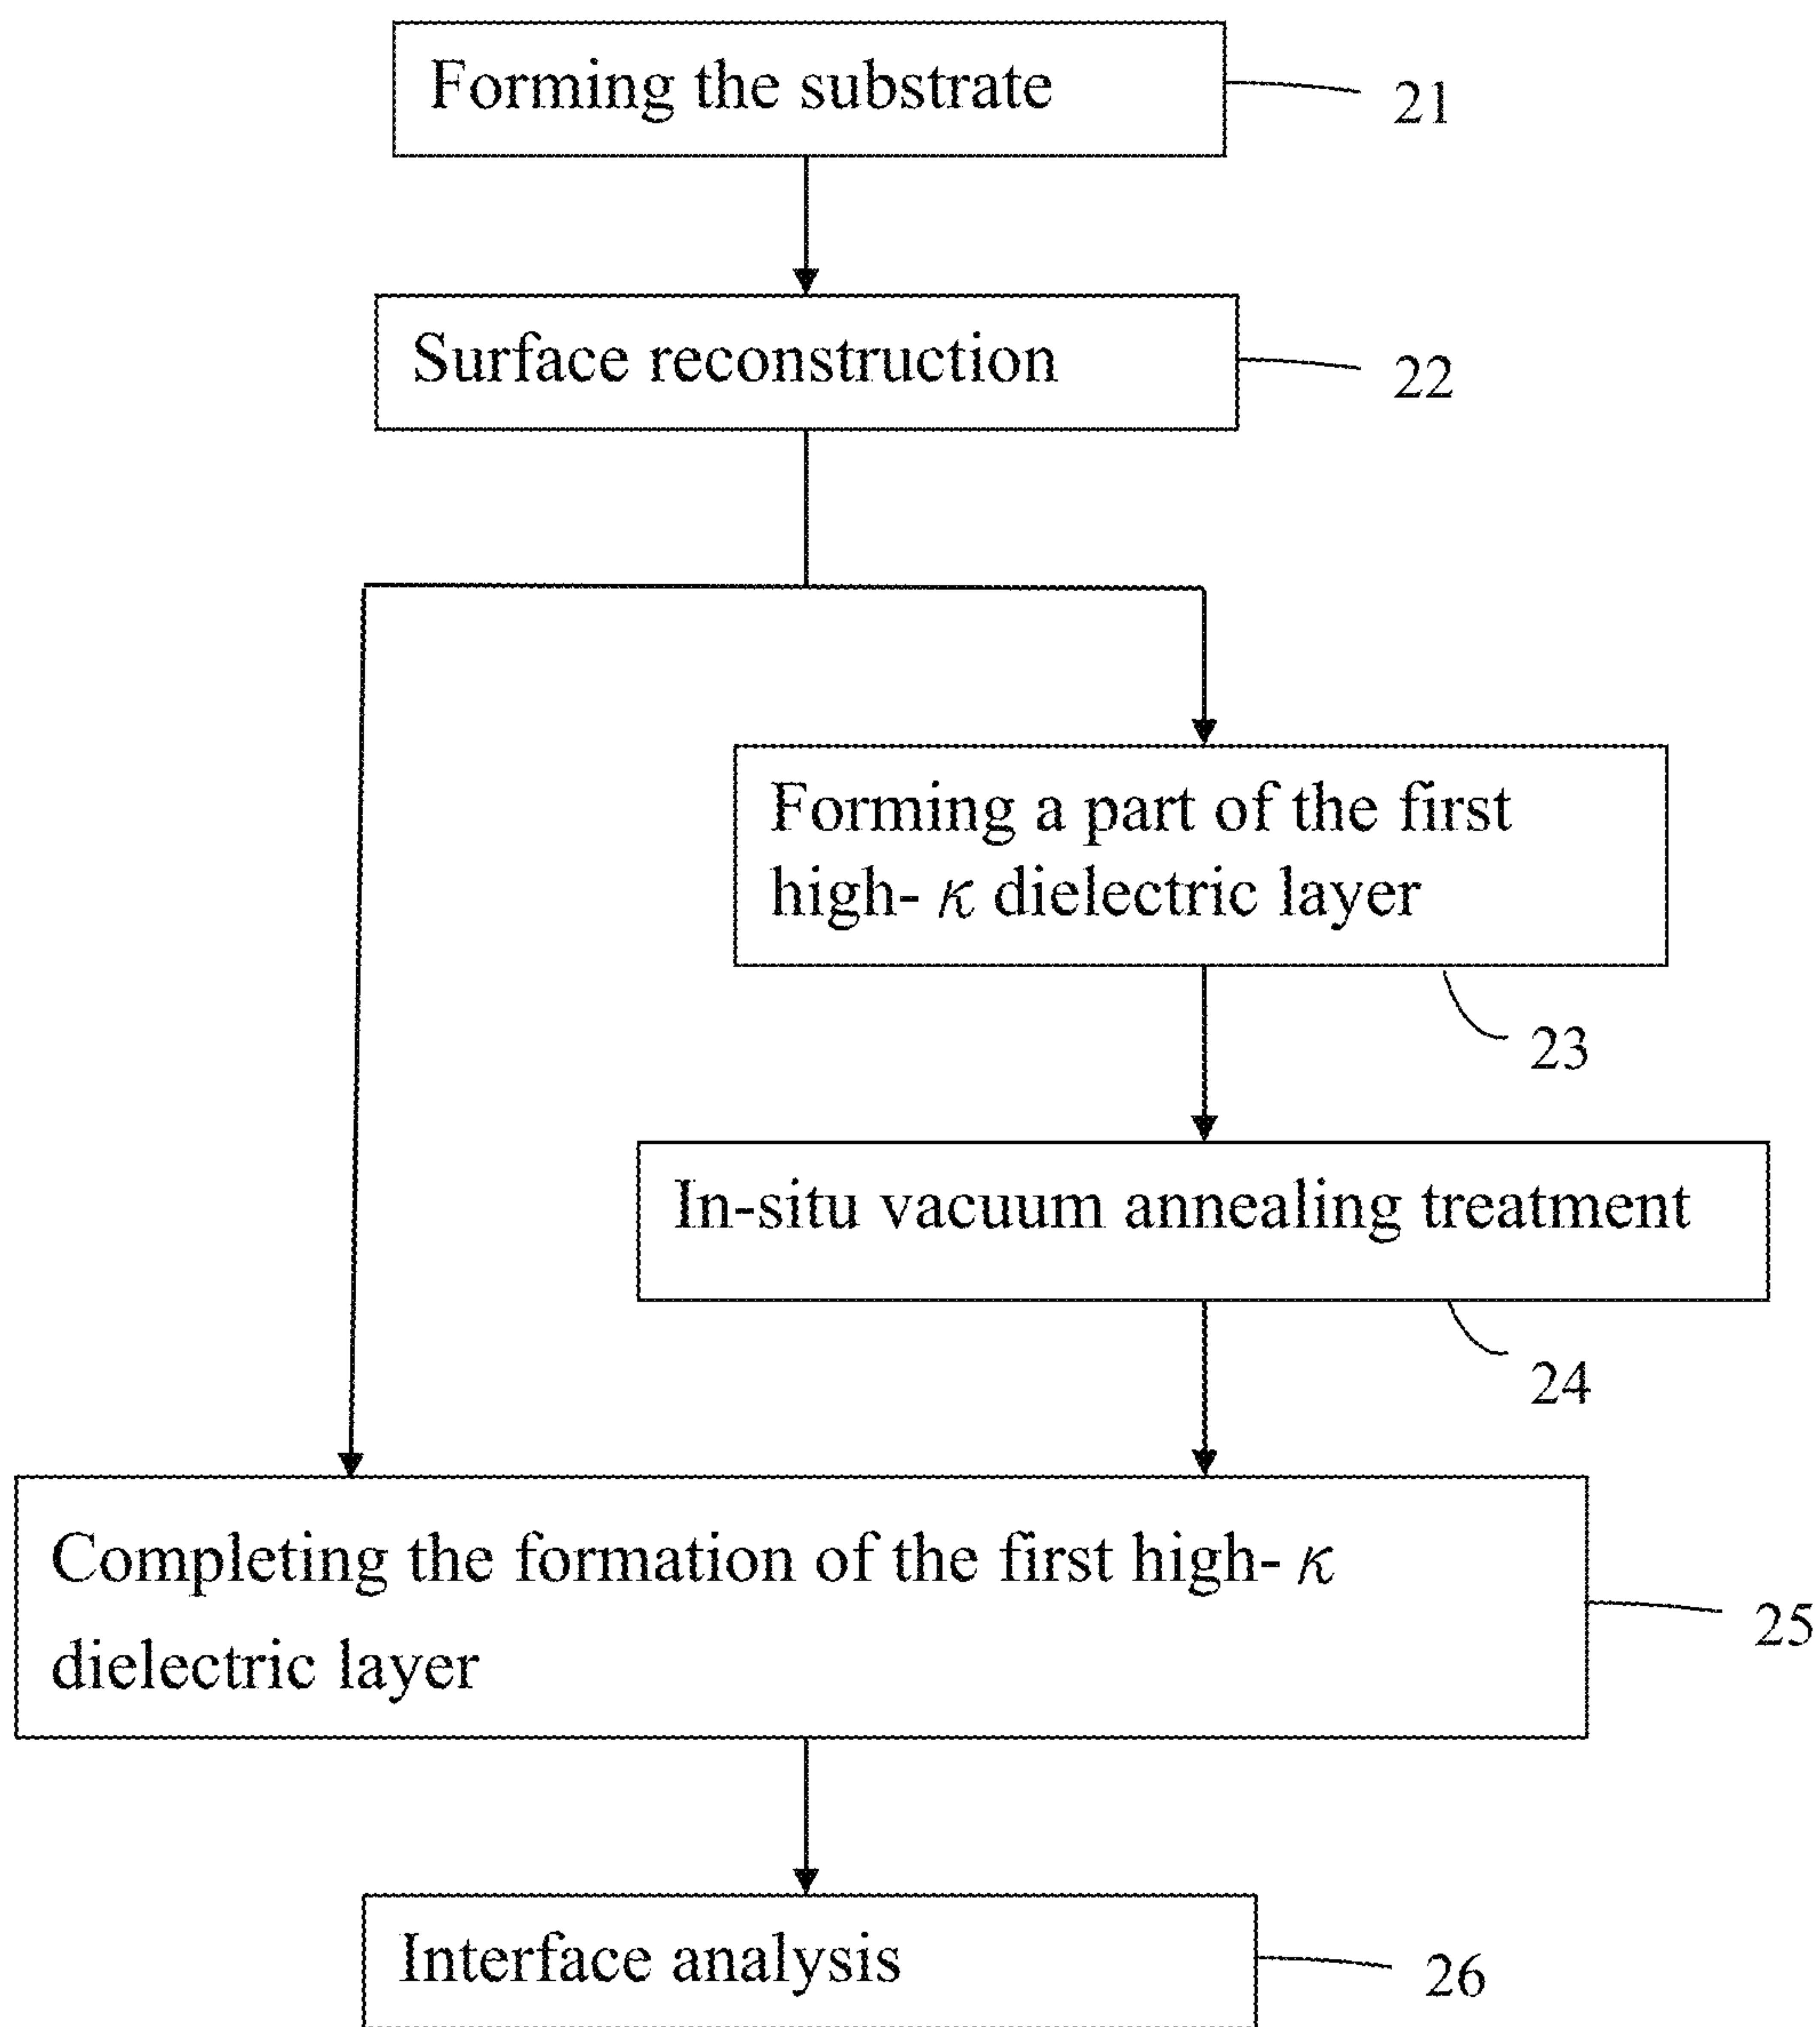 Forming the substrate
21
Surface reconstruction
22
Forming a part of the first
high- κ dielectric layer
23
In-situ vacuum annealing treatment
24
Completing the formation of the first high- κ
dielectric layer
25
Interface analysis
26